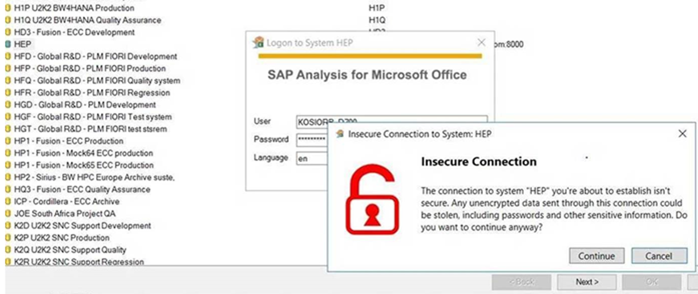 H1P U2K2 BW4HANA Production H1P
H1Q U2K2 BW4HANA Quality Assurance H1Q
HD3 - Fusion - ECC Development
HEP om:8000
HFD - Global R&D - PLM FIORI Development
HFP - Global R&D - PLM FIORI Production
HFQ - Global R&D - PLM FIORI Quality system
HFR - Global R&D - PLM FIORI Regression
HGD - Global R&D - PLM Development
HGF - Global R&D - PLM FIORI Test system
HGT - Global R&D - PLM FIORI test stsrem
HP1 - Fusion - ECC Production
HP1 - Fusion - Mock64 ECC production
HP1 - Fusion - Mock65 ECC Production
HP2 - Sirius - BW HPC Europe Archive suste,
HQ3 - Fusion - ECC Quality Assurance
ICP - Cordillera - ECC Archive
JOE South Africa Project QA
K2D U2K2 SNC Support Development
K2P U2K2 SNC Production
K2Q U2K2 SNC Support Quality
K2R U2K2 SNC Support Regression
Logon to System HEP
SAP Analysis for Microsoft Office
User
Password *********
Language en
Insecure Connection to System: HEP
Insecure Connection
The connection to system "HEP" you're about to establish isn't
secure. Any unencrypted data sent through this connection could
be stolen, including passwords and other sensitive information. Do
you want to continue anyway?
Continue Cancel
< Back Next >